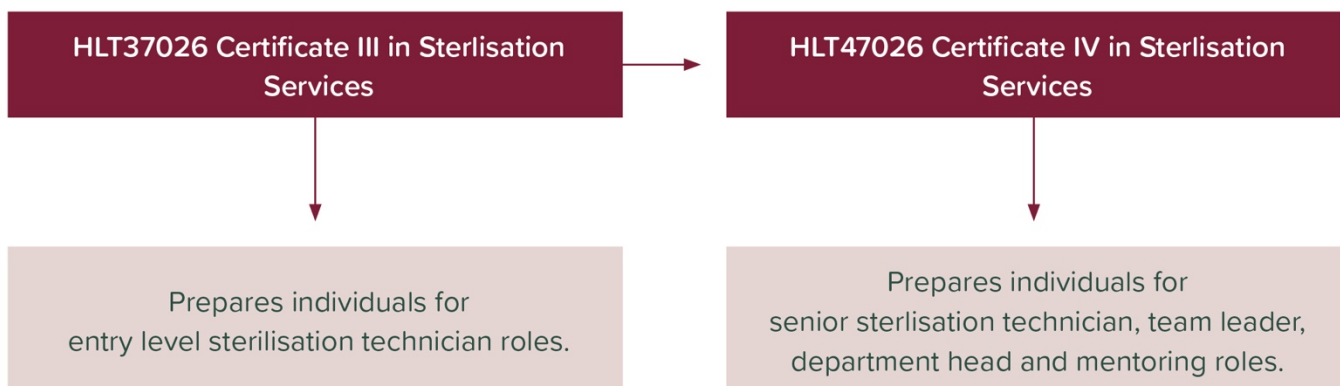 HLT37026 Certificate III in Sterlisation
Services
HLT47026 Certificate IV in Sterlisation
Services
Prepares individuals for
entry level sterilisation technician roles.
Prepares individuals for
senior sterlisation technician, team leader,
department head and mentoring roles.